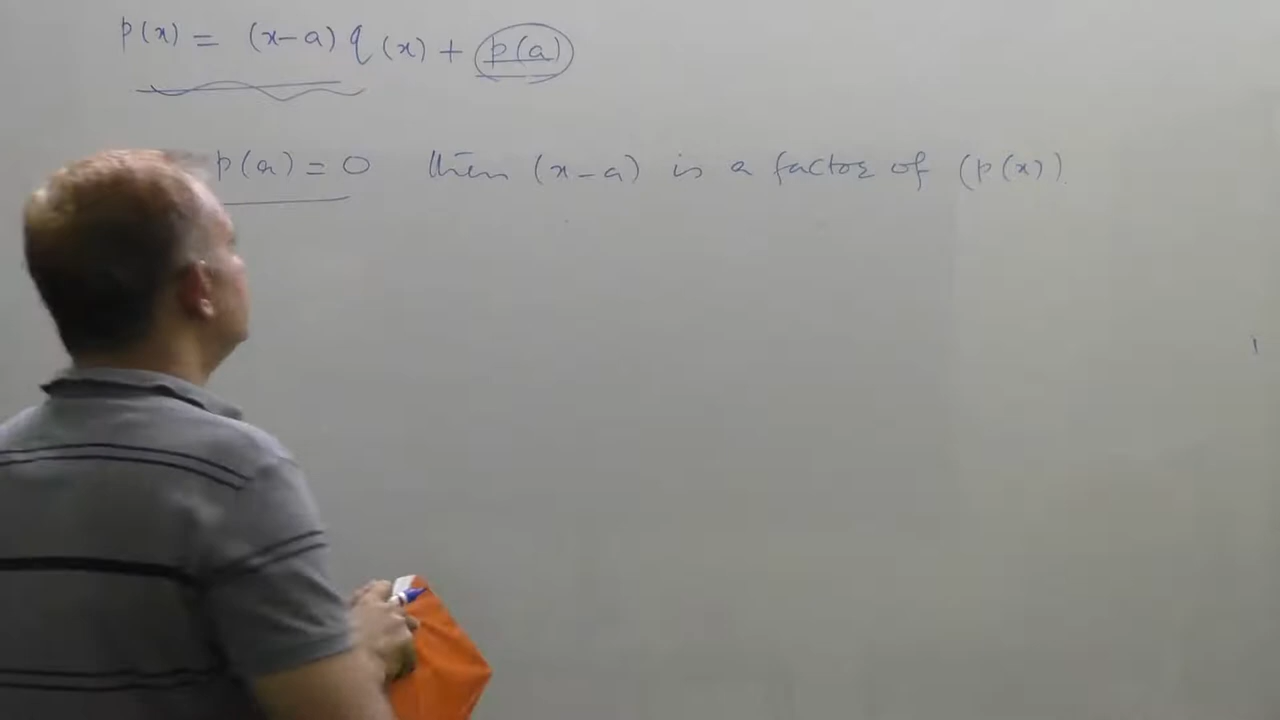 p(x) = (x-a) q(x) + p(a)
p(a) = 0 then (x-a) is a factor of (p(x))